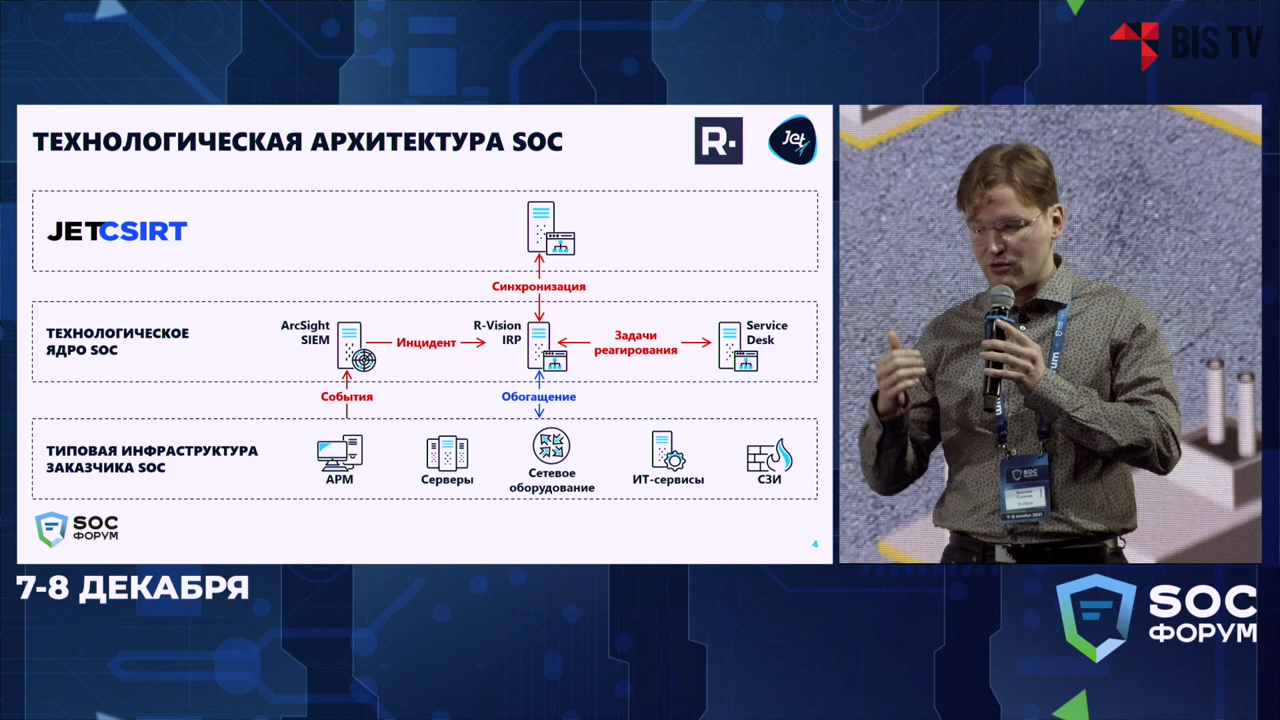 BIS TV
ТЕХНОЛОГИЧЕСКАЯ АРХИТЕКТУРА SOC
R·
Jet
JETCSIRT
Синхронизация
ТЕХНОЛОГИЧЕСКОЕ
ЯДРО SOC
ArcSight
SIEM
Инцидент
R-Vision
IRP
Задачи
реагирования
Service
Desk
События
Обогащение
ТИПОВАЯ ИНФРАСТРУКТУРА
ЗАКАЗЧИКА SOC
АРМ
Серверы
Сетевое
оборудование
ИТ-сервисы
СЗИ
SOC
ФОРУМ
4
SOC
7-8 ДЕКАБРЯ
SOC
ФОРУМ